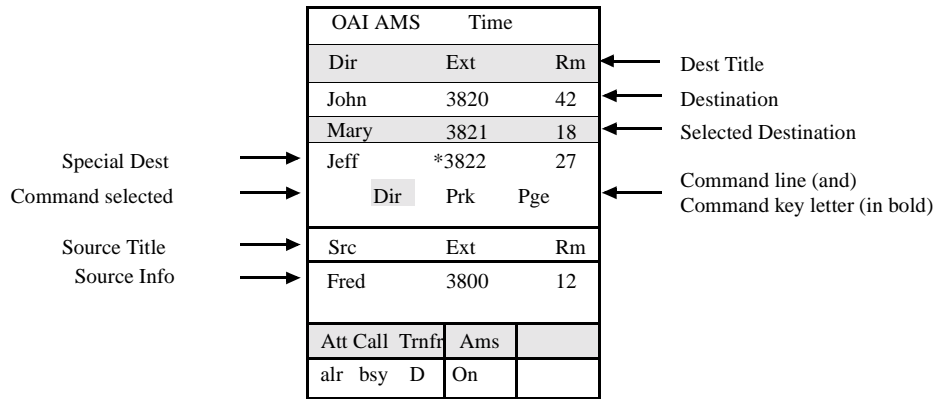 OAI AMS Time
Dir Ext Rm Dest Title
John 3820 42 Destination
Mary 3821 18 Selected Destination
Special Dest Jeff *3822 27
Command selected Dir Prk Pge Command line (and)
Command key letter (in bold)
Source Title Src Ext Rm
Source Info Fred 3800 12
Att Call Trnfr Ams
alr bsy D On